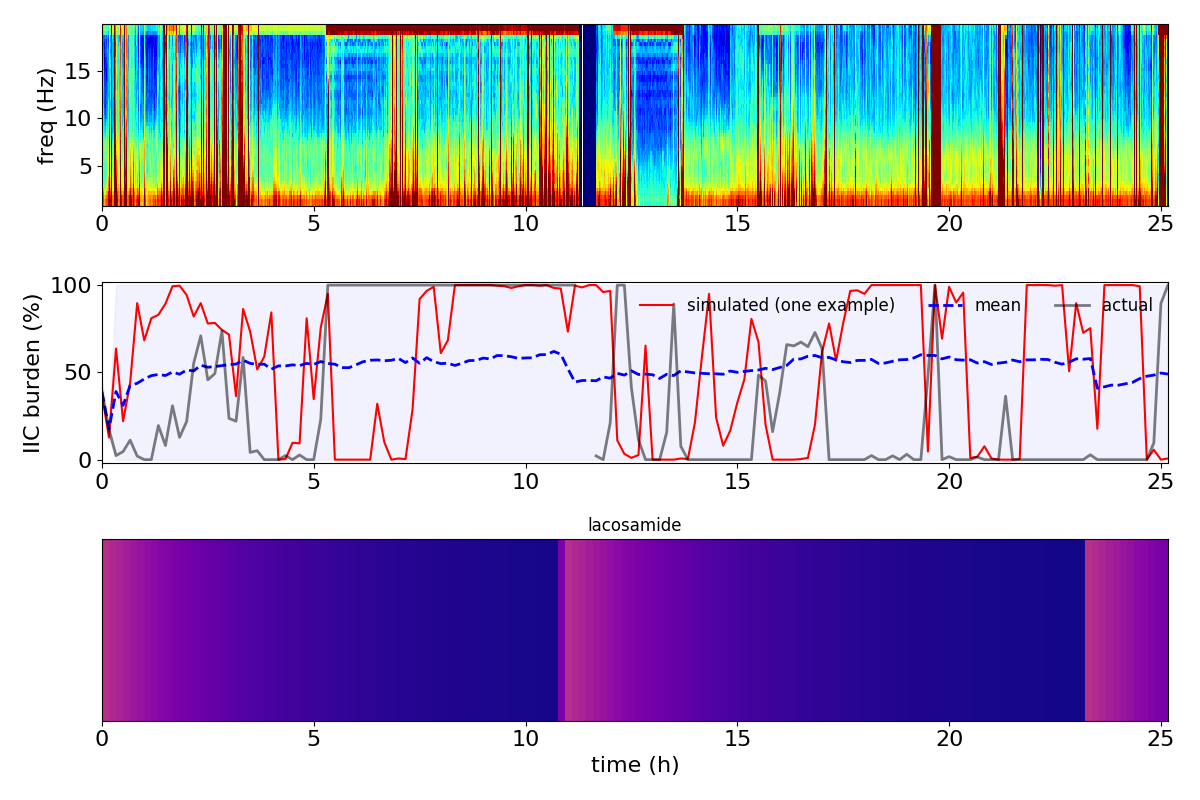 freq (Hz)
15
10
5
0 5 10 15 20 25
IIC burden (%)
100
50
0
simulated (one example) mean actual
0 5 10 15 20 25
lacosamide
0 5 10 15 20 25
time (h)